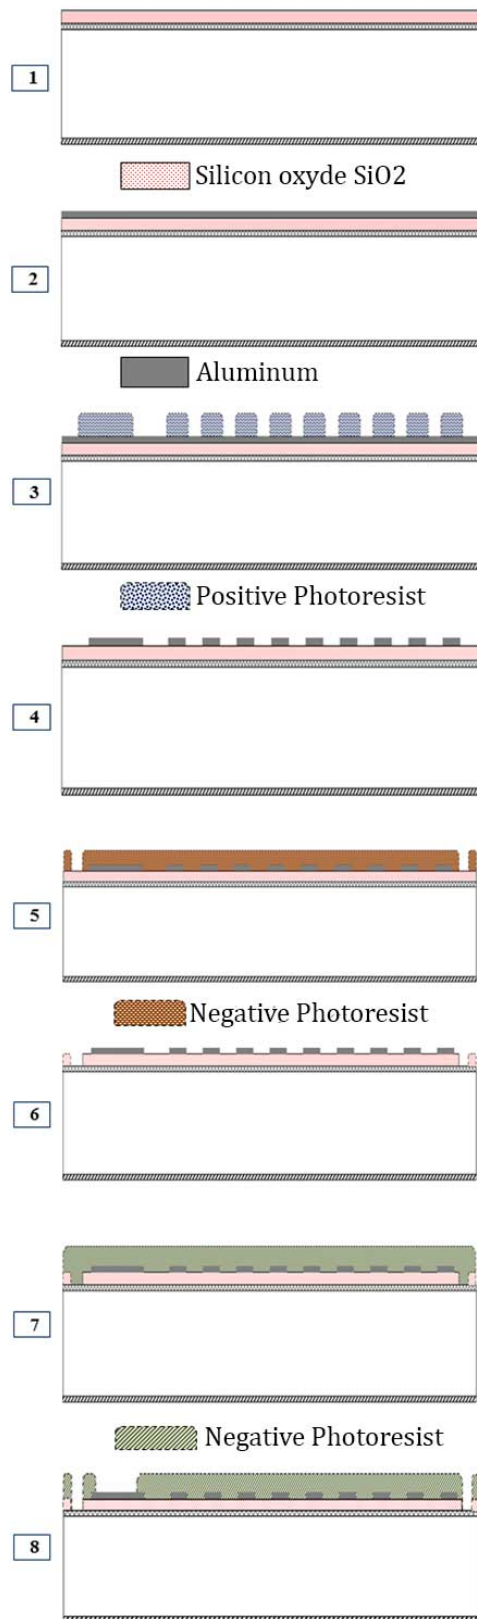 1
Silicon oxyde SiO2
2
Aluminum
3
Positive Photoresist
4
5
Negative Photoresist
6
7
Negative Photoresist
8